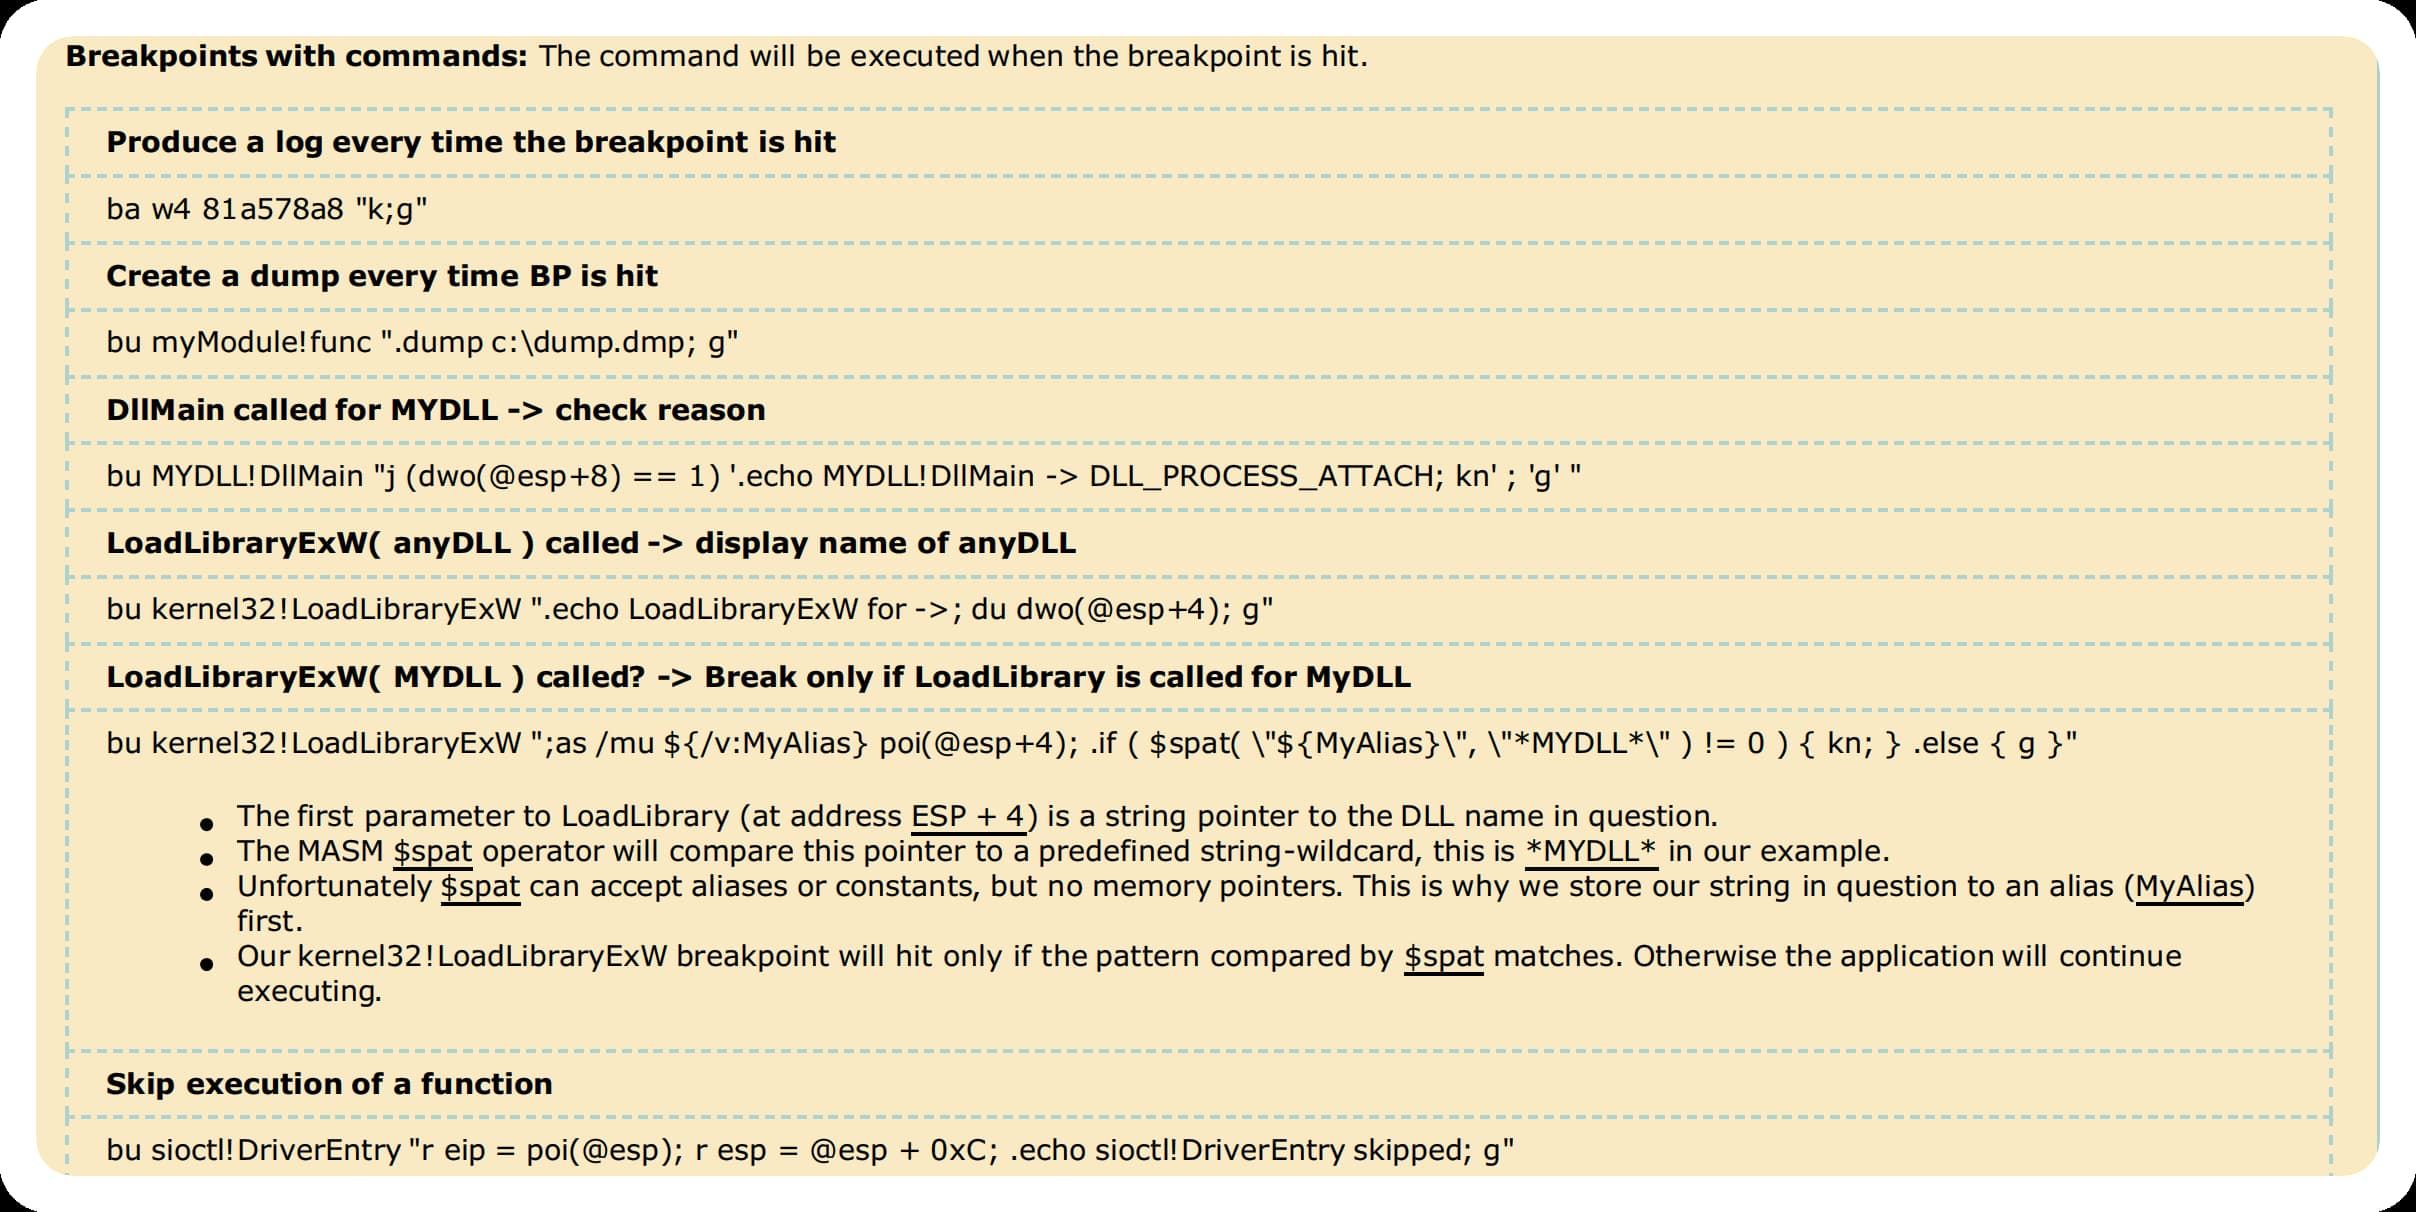 Breakpoints with commands: The command will be executed when the breakpoint is hit.
Produce a log every time the breakpoint is hit
ba w4 81a578a8 "k;g"
Create a dump every time BP is hit
bu myModule!func ".dump c:\dump.dmp; g"
DllMain called for MYDLL -> check reason
bu MYDLL!DllMain "j (dwo(@esp+8) == 1) '.echo MYDLL!DllMain -> DLL_PROCESS_ATTACH; kn' ; 'g' "
LoadLibraryExW( anyDLL ) called -> display name of anyDLL
bu kernel32!LoadLibraryExW ".echo LoadLibraryExW for ->; du dwo(@esp+4); g"
LoadLibraryExW( MYDLL ) called? -> Break only if LoadLibrary is called for MyDLL
bu kernel32!LoadLibraryExW ";as /mu ${/v:MyAlias} poi(@esp+4); .if ( $spat( \"${MyAlias}\", \"*MYDLL*\" ) != 0 ) { kn; } .else { g }"
● The first parameter to LoadLibrary (at address ESP + 4) is a string pointer to the DLL name in question.
● The MASM $spat operator will compare this pointer to a predefined string-wildcard, this is *MYDLL* in our example.
● Unfortunately $spat can accept aliases or constants, but no memory pointers. This is why we store our string in question to an alias (MyAlias)
first.
● Our kernel32!LoadLibraryExW breakpoint will hit only if the pattern compared by $spat matches. Otherwise the application will continue
executing.
Skip execution of a function
bu sioctl!DriverEntry "r eip = poi(@esp); r esp = @esp + 0xC; .echo sioctl!DriverEntry skipped; g"